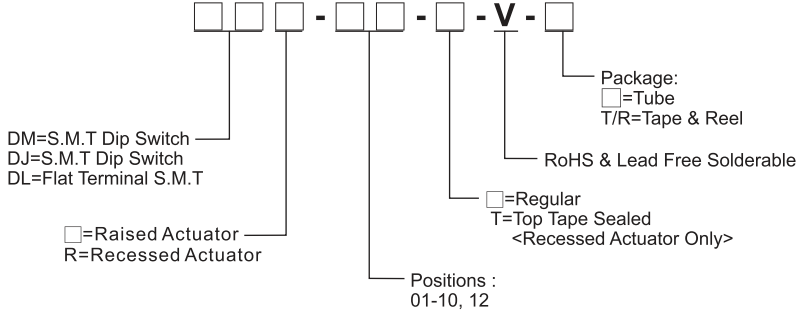 □□□-□□-□-V-□
Package:
□=Tube
T/R=Tape & Reel
DM=S.M.T Dip Switch
DJ=S.M.T Dip Switch
DL=Flat Terminal S.M.T
RoHS & Lead Free Solderable
□=Regular
T=Top Tape Sealed
<Recessed Actuator Only>
□=Raised Actuator
R=Recessed Actuator
Positions :
01-10, 12